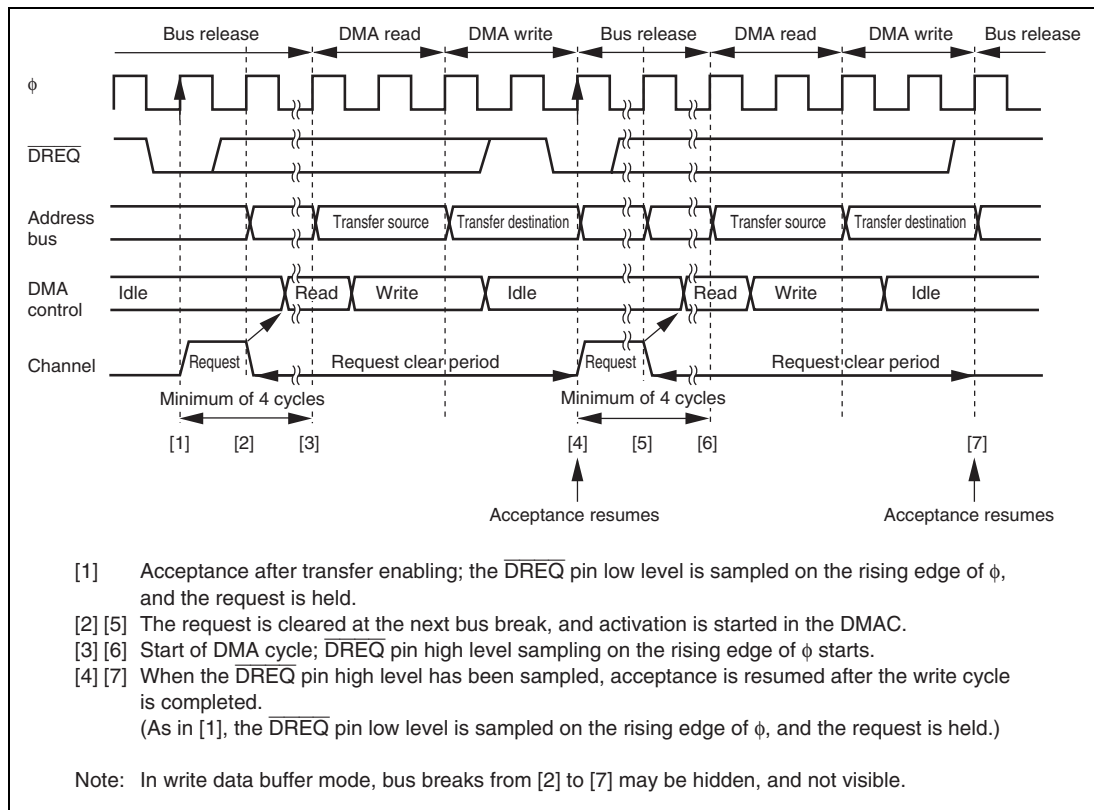 Bus release DMA read DMA write Bus release DMA read DMA write Bus release
ϕ
DREQ
Address bus
Transfer source Transfer destination Transfer source Transfer destination
DMA control
Idle Read Write Idle Read Write Idle
Channel
Request Request clear period Request Request clear period
Minimum of 4 cycles Minimum of 4 cycles
[1] [2] [3] [4] [5] [6] [7]
Acceptance resumes Acceptance resumes
[1] Acceptance after transfer enabling; the DREQ pin low level is sampled on the rising edge of ϕ,
and the request is held.
[2] [5] The request is cleared at the next bus break, and activation is started in the DMAC.
[3] [6] Start of DMA cycle; DREQ pin high level sampling on the rising edge of ϕ starts.
[4] [7] When the DREQ pin high level has been sampled, acceptance is resumed after the write cycle
is completed.
(As in [1], the DREQ pin low level is sampled on the rising edge of ϕ, and the request is held.)
Note: In write data buffer mode, bus breaks from [2] to [7] may be hidden, and not visible.